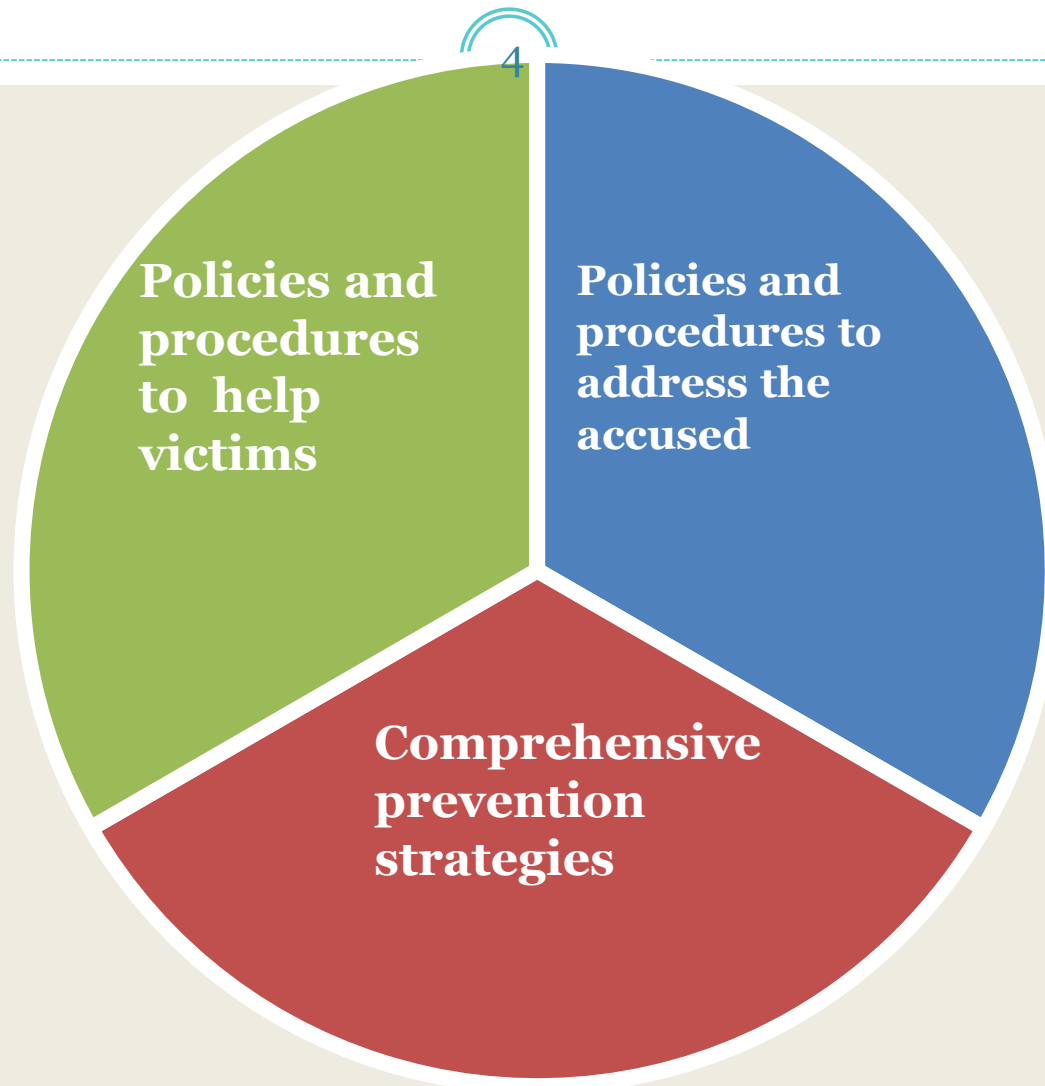 4
Policies and
procedures
to  help
victims
Policies and
procedures to
address the
accused
Comprehensive
prevention
strategies